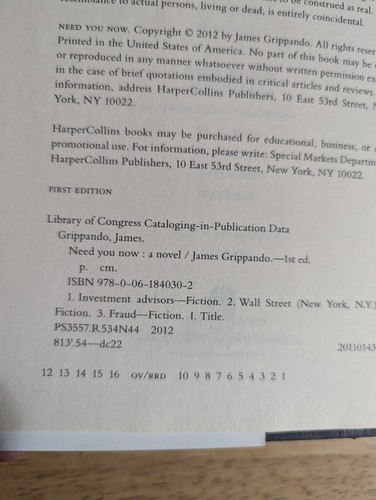 to be construed as real.
resemblance to actual persons, living or dead, is entirely coincidental.
NEED YOU NOW. Copyright © 2012 by James Grippando. All rights reser
Printed in the United States of America. No part of this book may be
or reproduced in any manner whatsoever without written permission ex
in the case of brief quotations embodied in critical articles and reviews.
information, address HarperCollins Publishers, 10 East 53rd Street,
York, NY 10022.
HarperCollins books may be purchased for educational, business, or
promotional use. For information, please write: Special Markets Departm
HarperCollins Publishers, 10 East 53rd Street, New York, NY 10022.
FIRST EDITION
Library of Congress Cataloging-in-Publication Data
Grippando, James.
Need you now : a novel / James Grippando.—1st ed.
p. cm.
ISBN 978-0-06-184030-2
1. Investment advisors—Fiction. 2. Wall Street (New York, N.Y.)
Fiction. 3. Fraud—Fiction. I. Title.
PS3557.R534N44 2012
813'.54—dc22
20110143
12 13 14 15 16 OV/RRD 10 9 8 7 6 5 4 3 2 1